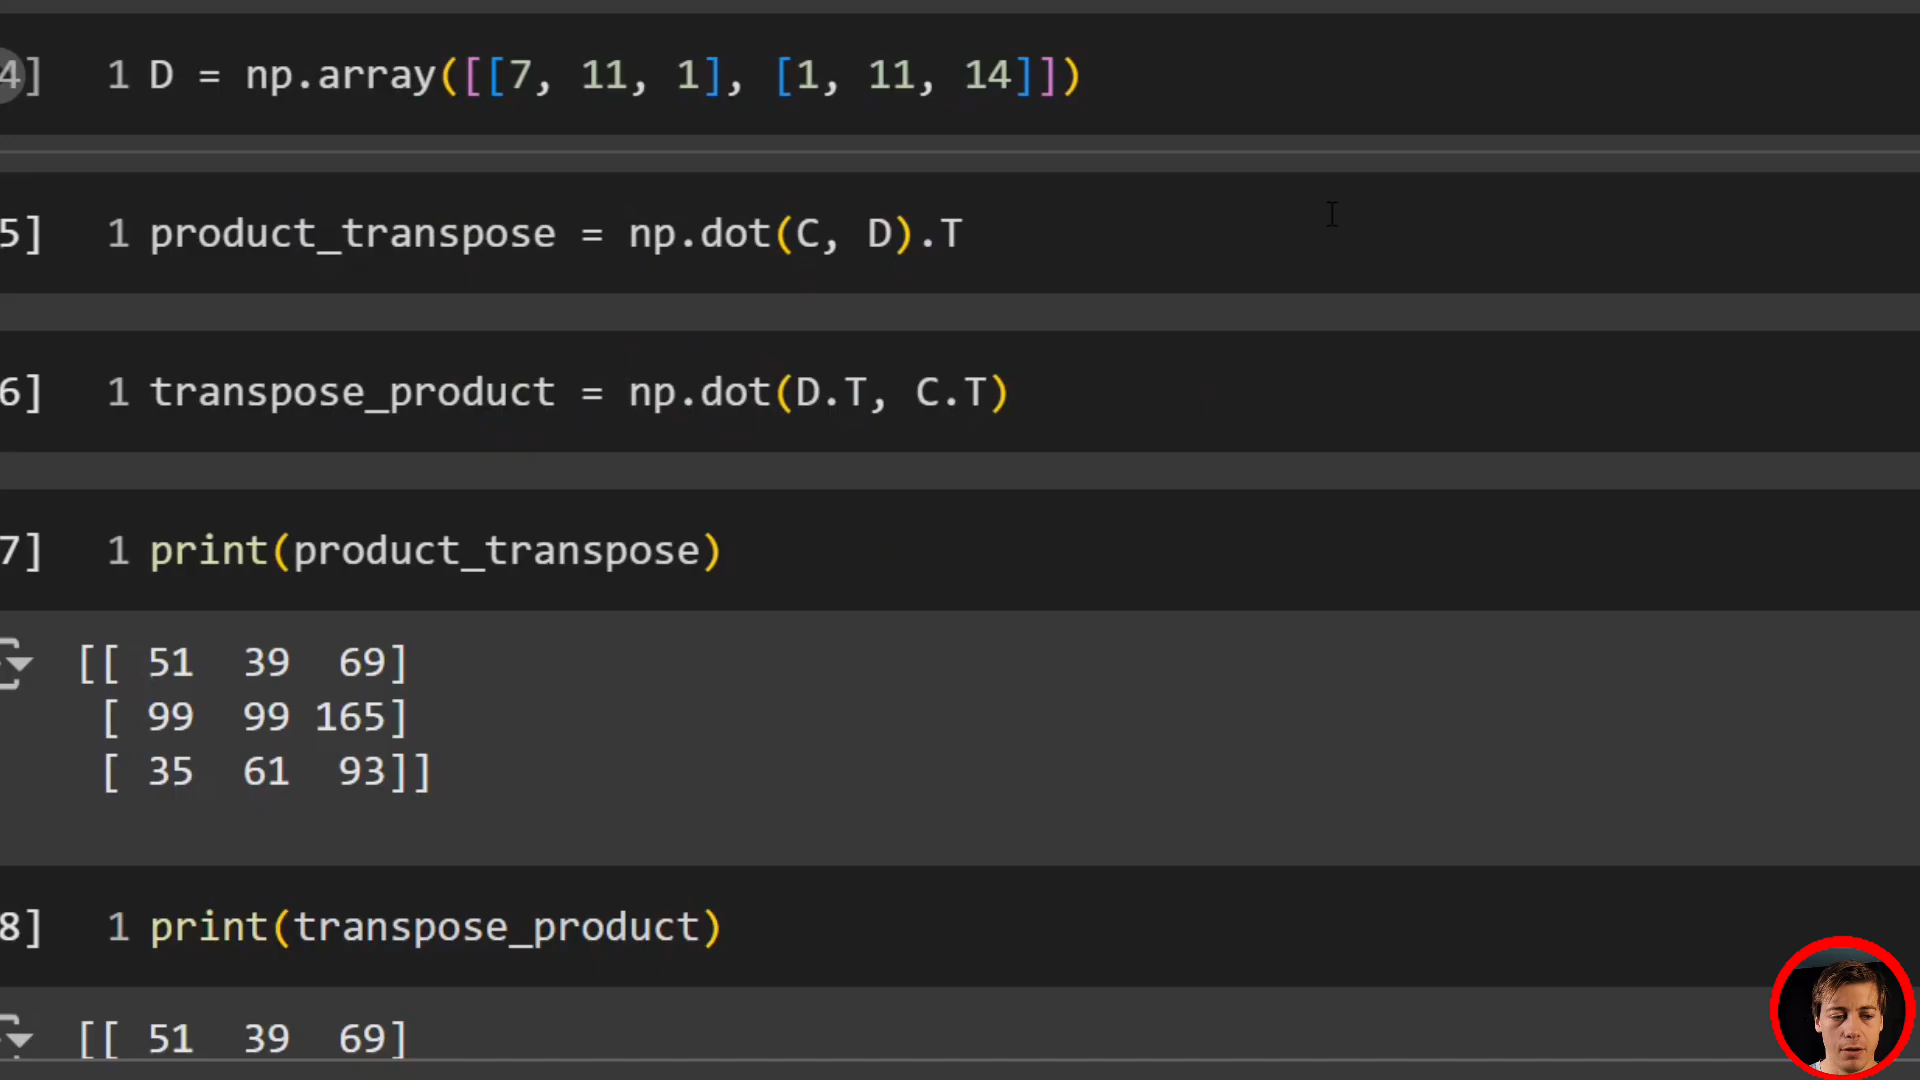 4] 1 D = np.array([[7, 11, 1], [1, 11, 14]])
5] 1 product_transpose = np.dot(C, D).T
6] 1 transpose_product = np.dot(D.T, C.T)
7] 1 print(product_transpose)
[[ 51 39 69]
[ 99 99 165]
[ 35 61 93]]
8] 1 print(transpose_product)
[[ 51 39 69]